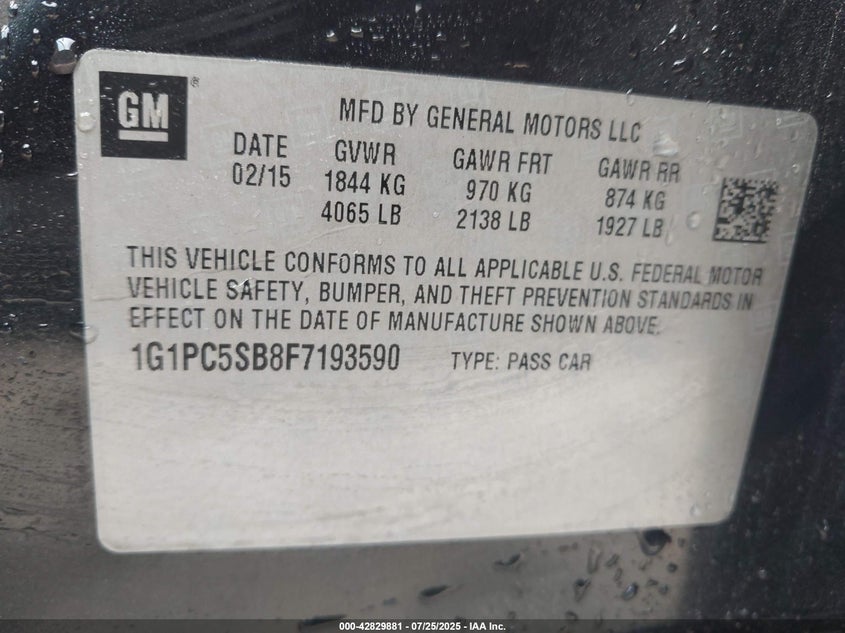 GM ®
MFD BY GENERAL MOTORS LLC
DATE GVWR GAWR FRT GAWR RR
02/15 1844 KG 970 KG 874 KG
4065 LB 2138 LB 1927 LB
THIS VEHICLE CONFORMS TO ALL APPLICABLE U.S. FEDERAL MOTOR
VEHICLE SAFETY, BUMPER, AND THEFT PREVENTION STANDARDS IN
EFFECT ON THE DATE OF MANUFACTURE SHOWN ABOVE.
1G1PC5SB8F7193590 TYPE: PASS CAR
000-42829881 - 07/25/2025 - IAA Inc.